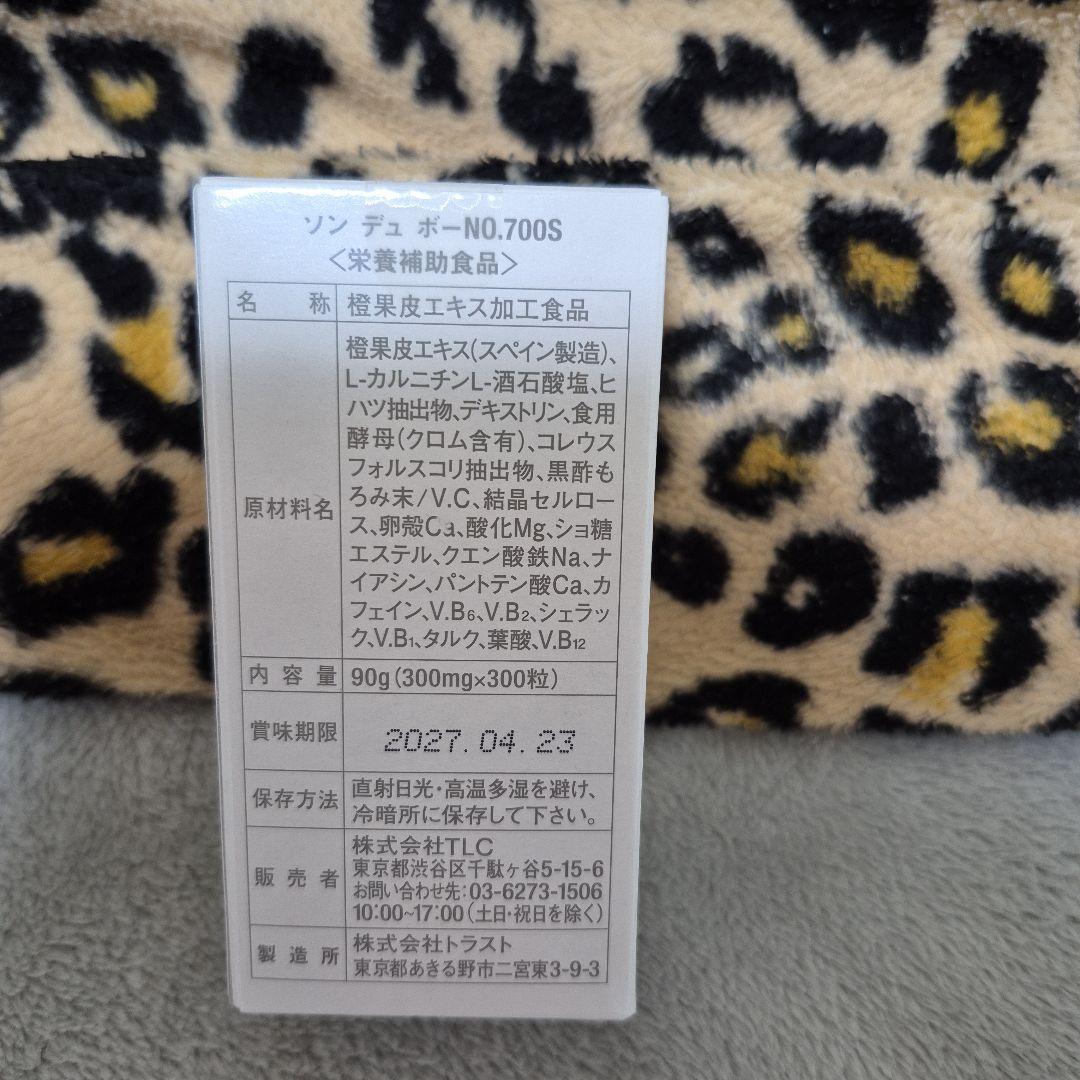 ソン デュ ボーNO.700S
〈栄養補助食品〉
名 称 橙果皮エキス加工食品
原材料名
橙果皮エキス(スペイン製造)、
L-カルニチンL-酒石酸塩、ヒ
ハツ抽出物、デキストリン、食用
酵母(クロム含有)、コレウス
フォルスコリ抽出物、黒酢も
ろみ末/V.C、結晶セルロー
ス、卵殻Ca、酸化Mg、ショ糖
エステル、クエン酸鉄Na、ナ
イアシン、パントテン酸Ca、カ
フェイン、V.B6、V.B2、シェラッ
ク、V.B1、タルク、葉酸、V.B12
内容量 90g(300mg×300粒)
賞味期限 2027.04.23
保存方法
直射日光・高温多湿を避け、
冷暗所に保存して下さい。
販売者
株式会社TLC
東京都渋谷区千駄ヶ谷5-15-6
お問い合わせ先:03-6273-1506
10:00~17:00(土日・祝日を除く)
製造所
株式会社トラスト
東京都あきる野市二宮東3-9-3